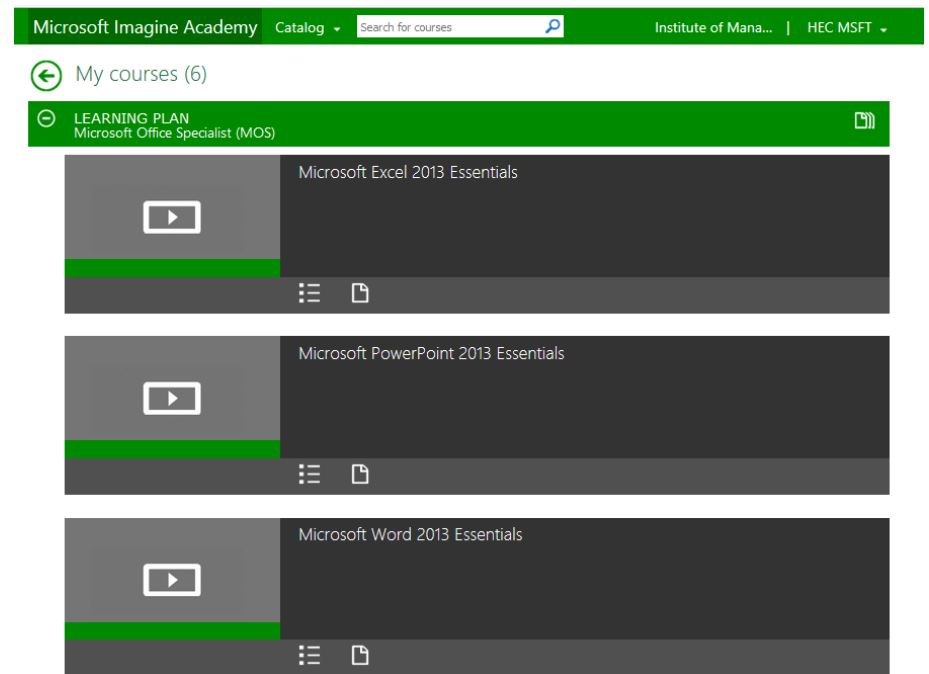 Microsoft Imagine Academy Catalog Search for courses Institute of Mana... | HEC MSFT
My courses (6)
LEARNING PLAN
Microsoft Office Specialist (MOS)
Microsoft Excel 2013 Essentials
Microsoft PowerPoint 2013 Essentials
Microsoft Word 2013 Essentials